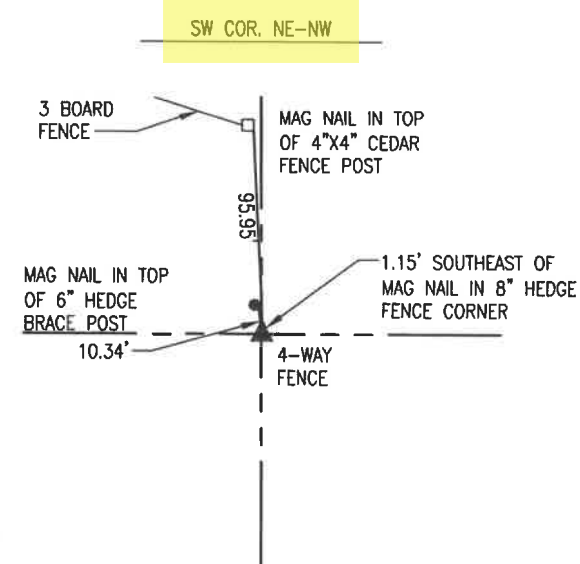 SW COR. NE-NW
3 BOARD
FENCE
MAG NAIL IN TOP
OF 4"X4" CEDAR
FENCE POST
95.95'
1.15' SOUTHEAST OF
MAG NAIL IN 8" HEDGE
FENCE CORNER
MAG NAIL IN TOP
OF 6" HEDGE
BRACE POST
10.34'
4-WAY
FENCE